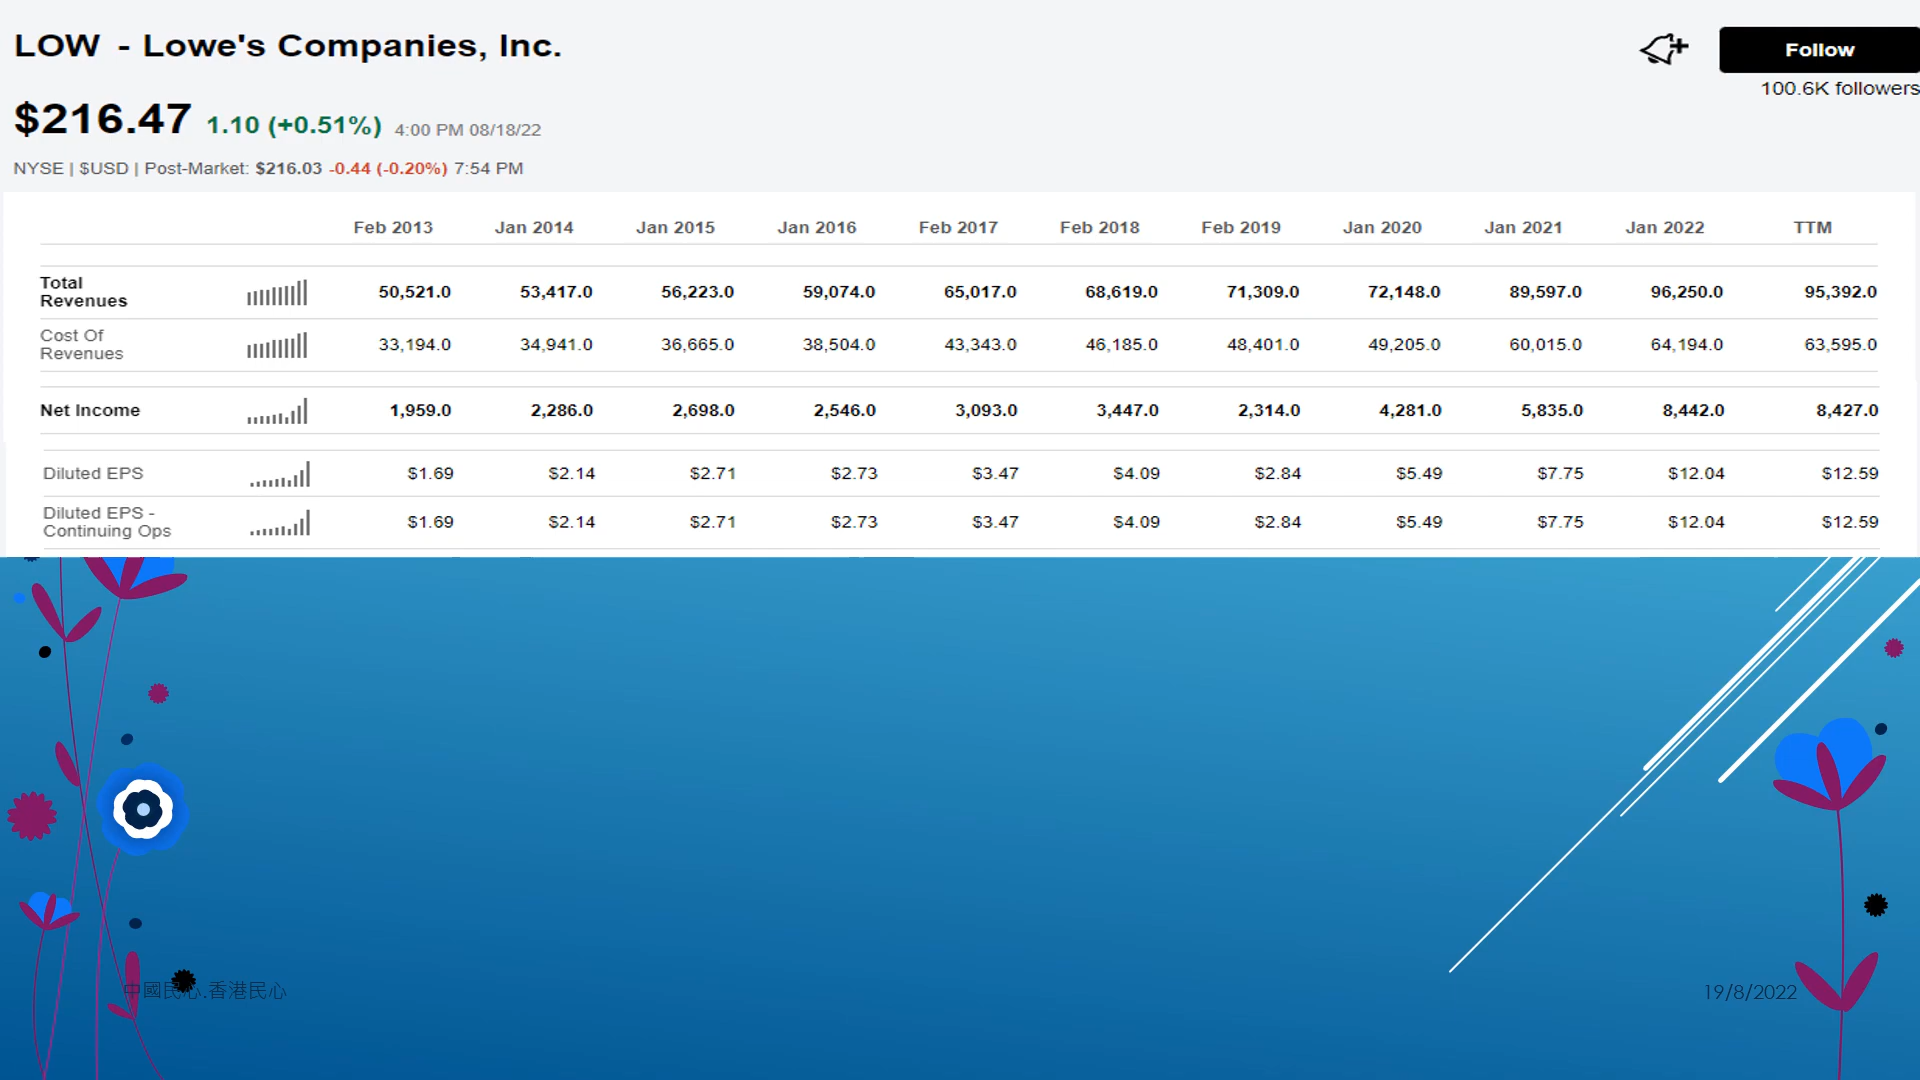 LOW - Lowe's Companies, Inc.
Follow
100.6K followers
$216.47 1.10 (+0.51%) 4:00 PM 08/18/22
NYSE | $USD | Post-Market: $216.03 -0.44 (-0.20%) 7:54 PM
Feb 2013 Jan 2014 Jan 2015 Jan 2016 Feb 2017 Feb 2018 Feb 2019 Jan 2020 Jan 2021 Jan 2022 TTM
Total Revenues 50,521.0 53,417.0 56,223.0 59,074.0 65,017.0 68,619.0 71,309.0 72,148.0 89,597.0 96,250.0 95,392.0
Cost Of Revenues 33,194.0 34,941.0 36,665.0 38,504.0 43,343.0 46,185.0 48,401.0 49,205.0 60,015.0 64,194.0 63,595.0
Net Income 1,959.0 2,286.0 2,698.0 2,546.0 3,093.0 3,447.0 2,314.0 4,281.0 5,835.0 8,442.0 8,427.0
Diluted EPS $1.69 $2.14 $2.71 $2.73 $3.47 $4.09 $2.84 $5.49 $7.75 $12.04 $12.59
Diluted EPS - Continuing Ops $1.69 $2.14 $2.71 $2.73 $3.47 $4.09 $2.84 $5.49 $7.75 $12.04 $12.59
中國民心.香港民心
19/8/2022